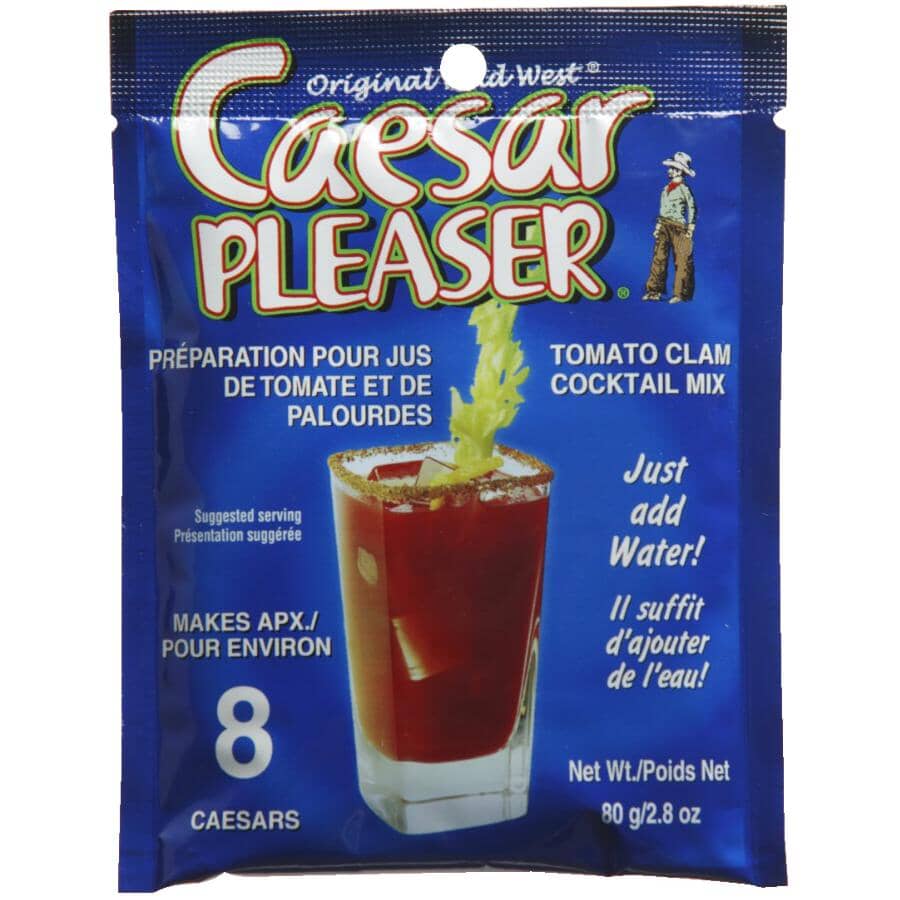 Original West®
Caesar
PLEASER®
PRÉPARATION POUR JUS
DE TOMATE ET DE
PALOURDES
TOMATO CLAM
COCKTAIL MIX
Just
add
Water!
Suggested serving
Présentation suggérée
Il suffit
d'ajouter
de l'eau!
MAKES APX./
POUR ENVIRON
8
CAESARS
Net Wt./Poids Net
80 g/2.8 oz